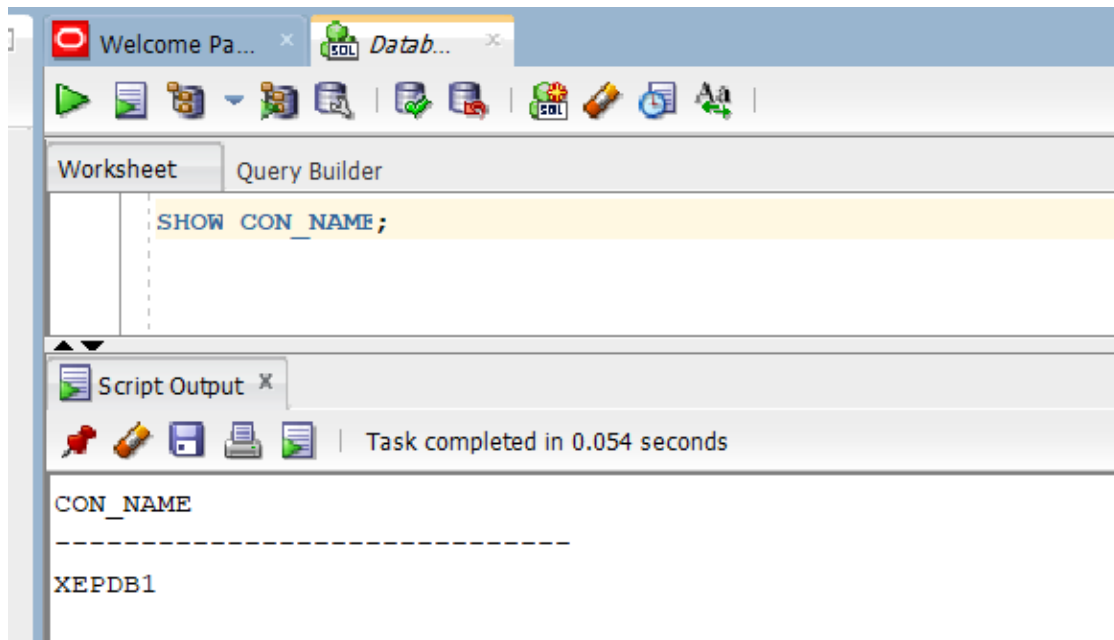 Welcome Pa...
Datab...
Worksheet
Query Builder
SHOW CON_NAME;
Script Output
Task completed in 0.054 seconds
CON_NAME
------------------------------
XEPDB1